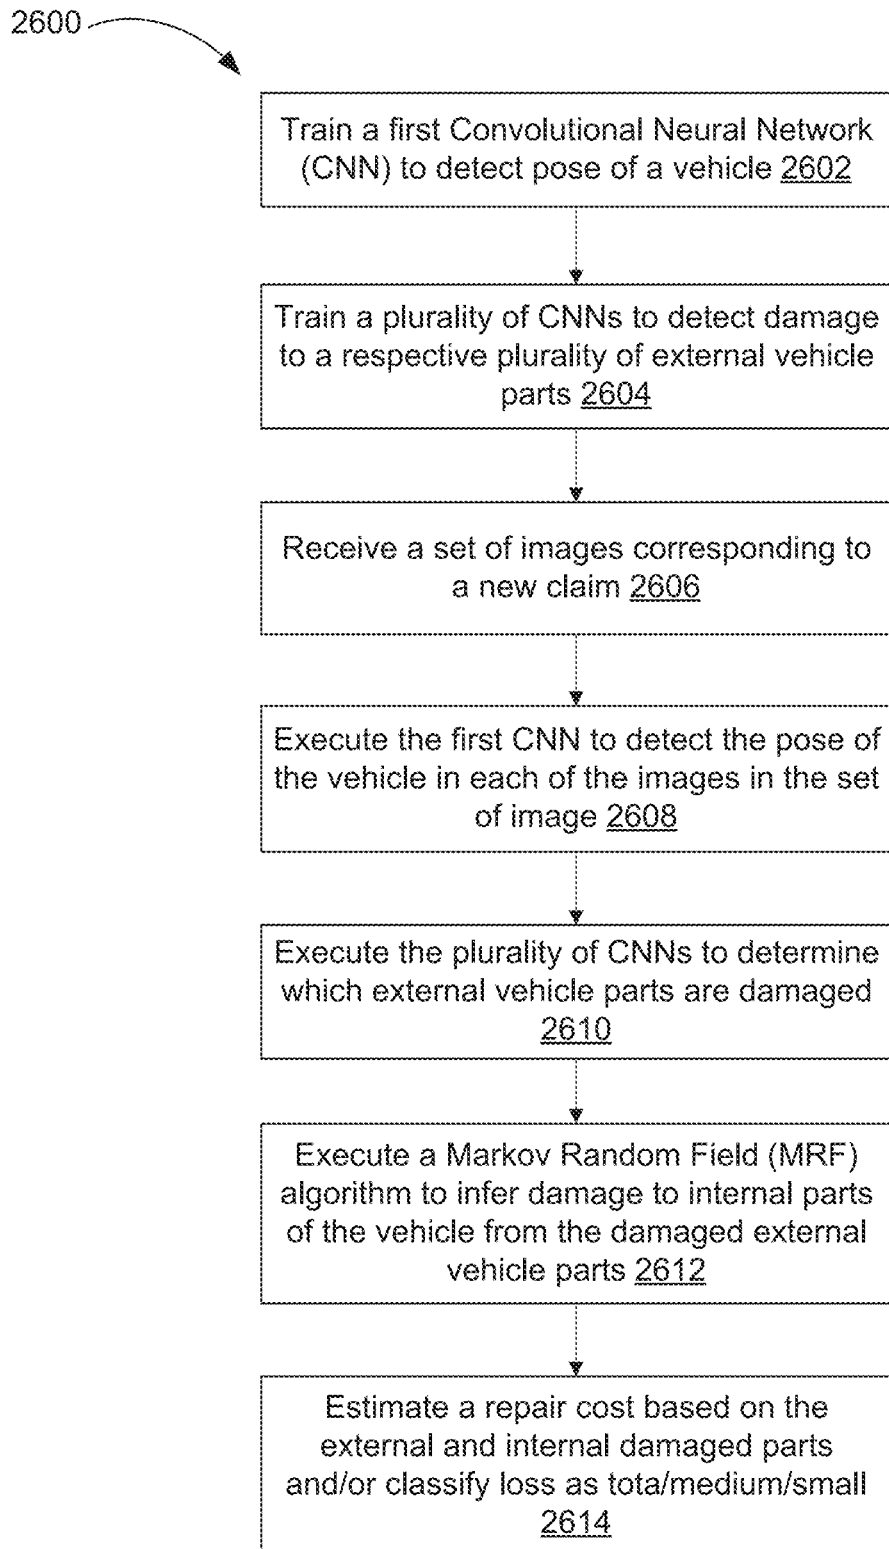 2600
Train a first Convolutional Neural Network
(CNN) to detect pose of a vehicle 2602
Train a plurality of CNNs to detect damage
to a respective plurality of external vehicle
parts 2604
Receive a set of images corresponding to
a new claim 2606
Execute the first CNN to detect the pose of
the vehicle in each of the images in the set
of image 2608
Execute the plurality of CNNs to determine
which external vehicle parts are damaged
2610
Execute a Markov Random Field (MRF)
algorithm to infer damage to internal parts
of the vehicle from the damaged external
vehicle parts 2612
Estimate a repair cost based on the
external and internal damaged parts
and/or classify loss as tota/medium/small
2614